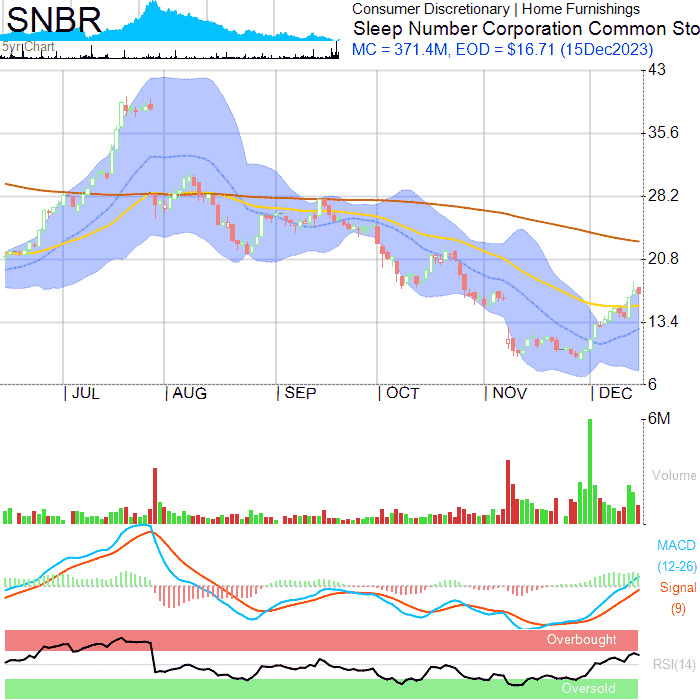 SNBR
5yr Chart
Consumer Discretionary | Home Furnishings
Sleep Number Corporation Common Sto
MC = 371.4M, EOD = $16.71 (15Dec2023)
43
35.6
28.2
20.8
13.4
6
| JUL | AUG | SEP | OCT | NOV | DEC
6M
Volume
MACD
(12-26)
Signal
(9)
Overbought
RSI(14)
Oversold